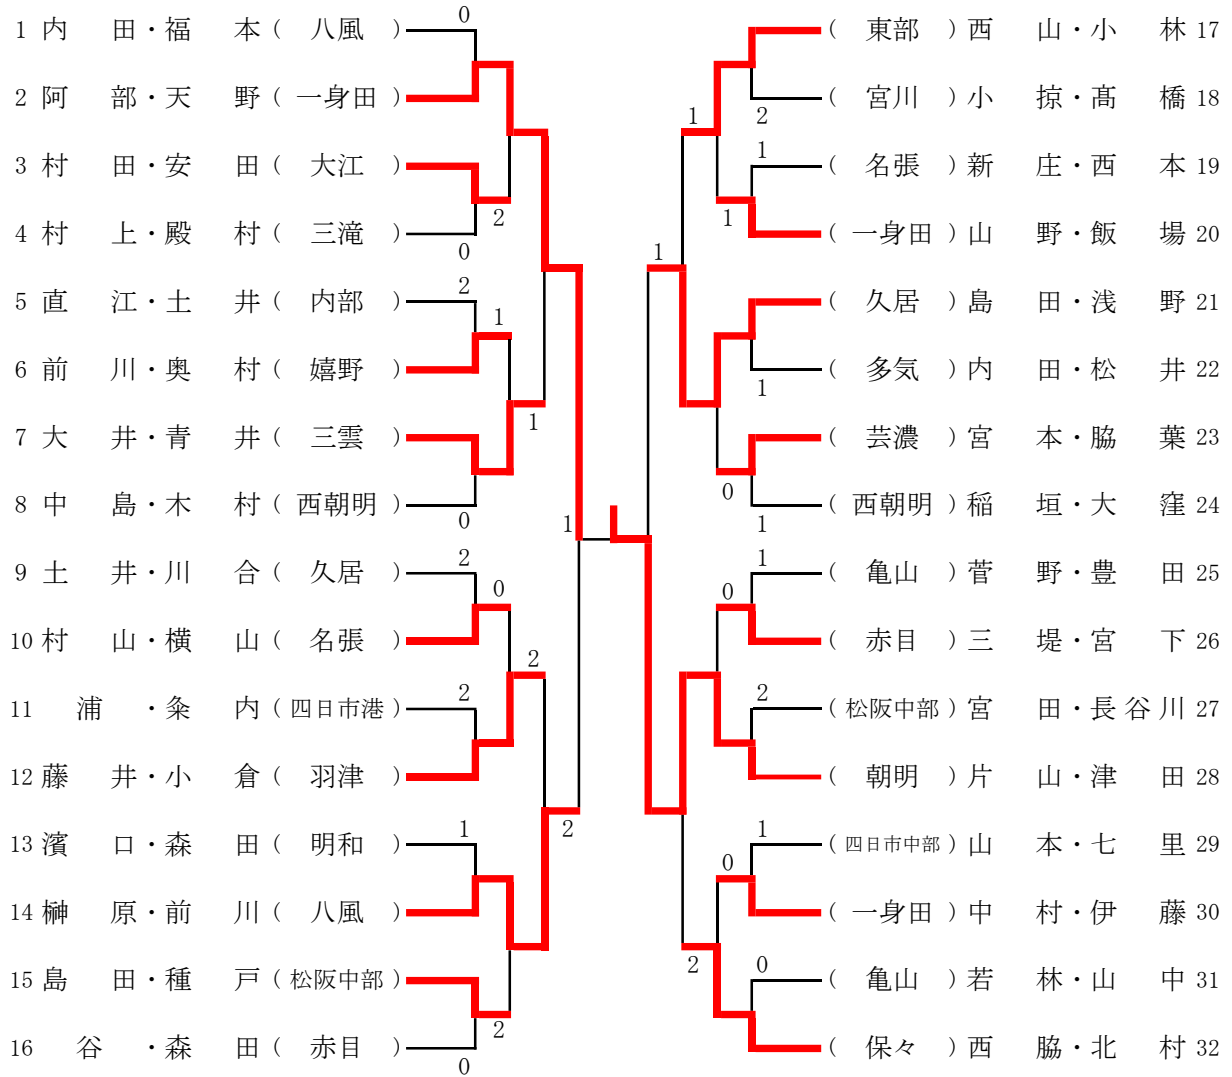 0
1 内 田・福 本 ( 八風 )
( 東部 ) 西 山・小 林 17
2 阿 部・天 野 ( 一身田 )
( 宮川 ) 小 掠・髙 橋 18
1 2
3 村 田・安 田 ( 大江 )
1
( 名張 ) 新 庄・西 本 19
2 1
4 村 上・殿 村 ( 三滝 )
( 一身田 ) 山 野・飯 場 20
0 1
2
5 直 江・土 井 ( 内部 )
( 久居 ) 島 田・浅 野 21
1
6 前 川・奥 村 ( 嬉野 )
( 多気 ) 内 田・松 井 22
1
1
7 大 井・青 井 ( 三雲 )
( 芸濃 ) 宮 本・脇 葉 23
0
8 中 島・木 村 ( 西朝明 )
( 西朝明 ) 稲 垣・大 窪 24
0 1 1
2 1
9 土 井・川 合 ( 久居 )
( 亀山 ) 菅 野・豊 田 25
0 0
10 村 山・横 山 ( 名張 )
( 赤目 ) 三 堤・宮 下 26
2
2 2
11 浦 ・粂 内 ( 四日市港 )
( 松阪中部 ) 宮 田・長 谷 川 27
12 藤 井・小 倉 ( 羽津 )
( 朝明 ) 片 山・津 田 28
1 2 1
13 濱 口・森 田 ( 明和 )
( 四日市中部 ) 山 本・七 里 29
0
14 榊 原・前 川 ( 八風 )
( 一身田 ) 中 村・伊 藤 30
2 0
15 島 田・種 戸 ( 松阪中部 )
( 亀山 ) 若 林・山 中 31
2
16 谷 ・森 田 ( 赤目 )
( 保々 ) 西 脇・北 村 32
0